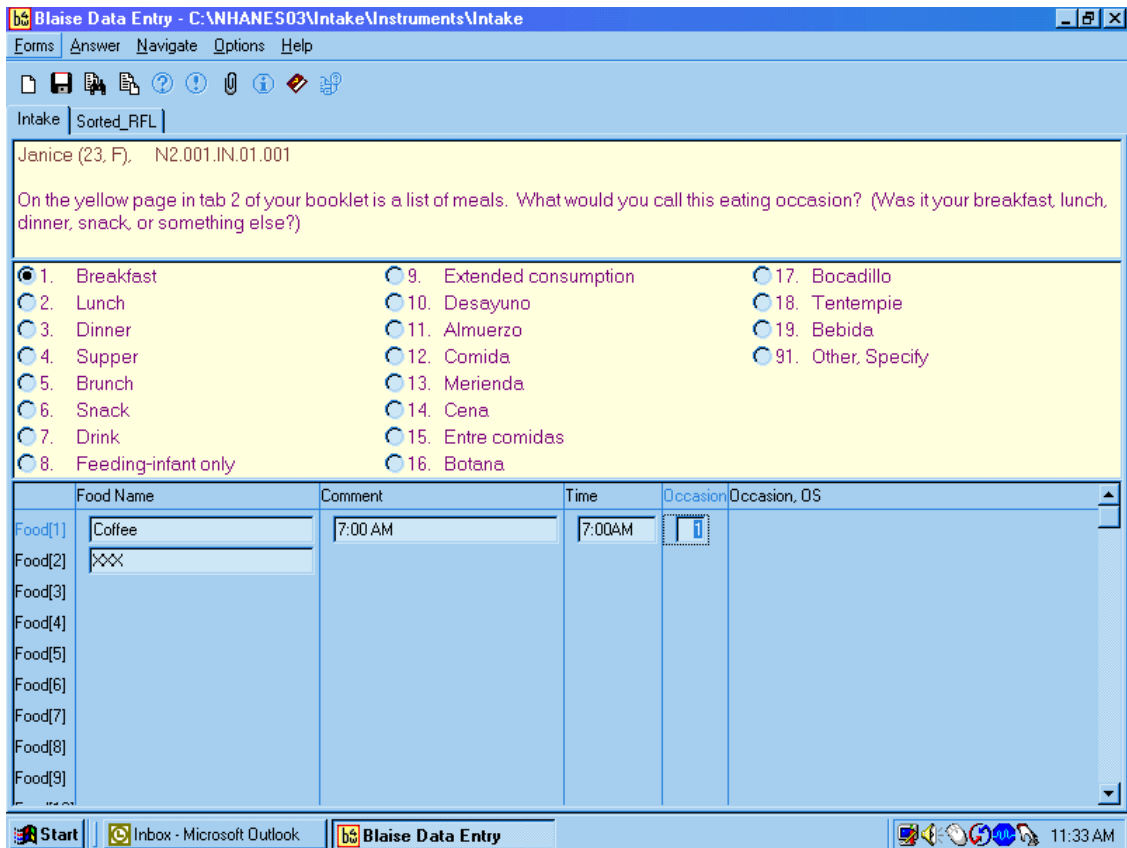 Blaise Data Entry - C:\NHANES03\Intake\Instruments\Intake
Forms Answer Navigate Options Help
Intake Sorted_RFL
Janice (23, F), N2.001.IN.01.001
On the yellow page in tab 2 of your booklet is a list of meals. What would you call this eating occasion? (Was it your breakfast, lunch,
dinner, snack, or something else?)
1. Breakfast 9. Extended consumption 17. Bocadillo
2. Lunch 10. Desayuno 18. Tentempie
3. Dinner 11. Almuerzo 19. Bebida
4. Supper 12. Comida 91. Other, Specify
5. Brunch 13. Merienda
6. Snack 14. Cena
7. Drink 15. Entre comidas
8. Feeding-infant only 16. Botana
Food Name Comment Time Occasion Occasion, OS
Food[1] Coffee 7:00 AM 7:00AM 1
Food[2] XXX
Food[3]
Food[4]
Food[5]
Food[6]
Food[7]
Food[8]
Food[9]
Start Inbox - Microsoft Outlook Blaise Data Entry 11:33 AM